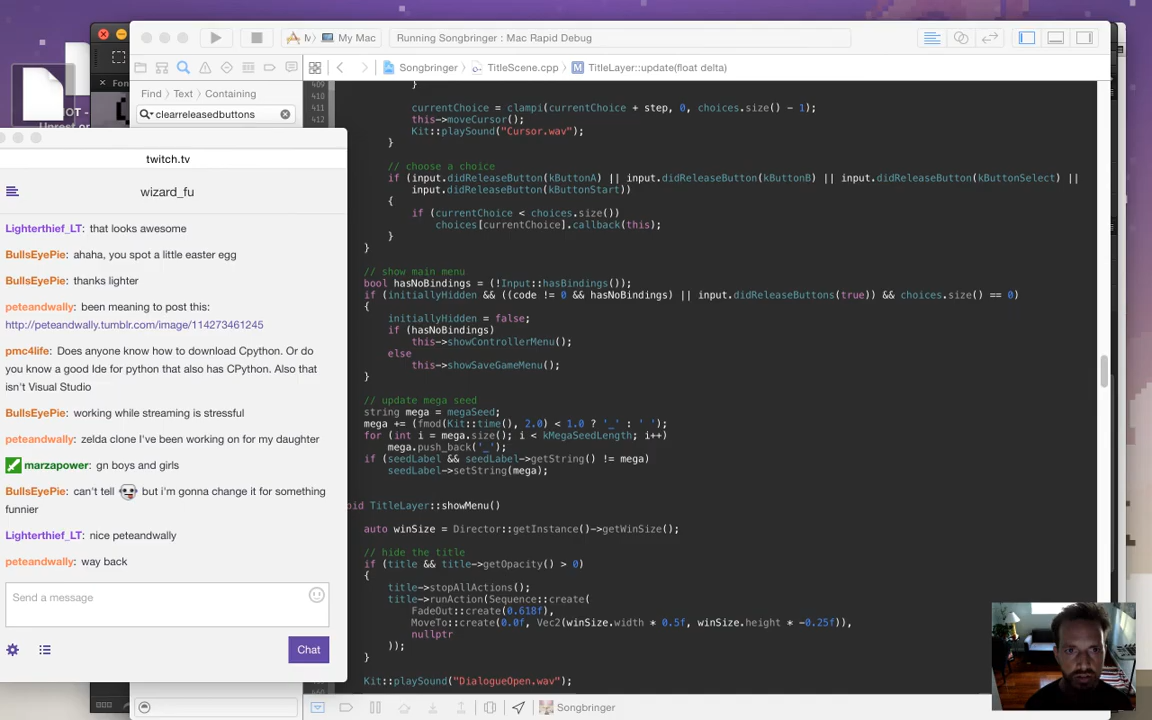 My Mac
Running Songbringer : Mac Rapid Debug
Songbringer
TitleScene.cpp
M
TitleLayer::update(float delta)
Find
Text
Containing
clearreleasedbuttons
409
}
410
411
currentChoice = clampi(currentChoice + step, 0, choices.size() - 1);
412
this->moveCursor();
Kit::playSound("Cursor.wav");
}
// choose a choice
if (input.didReleaseButton(kButtonA) || input.didReleaseButton(kButtonB) || input.didReleaseButton(kButtonSelect) ||
input.didReleaseButton(kButtonStart))
{
if (currentChoice < choices.size())
choices[currentChoice].callback(this);
}
}
// show main menu
bool hasNoBindings = (!Input::hasBindings());
if (initiallyHidden && ((code != 0 && hasNoBindings) || input.didReleaseButtons(true)) && choices.size() == 0)
{
initiallyHidden = false;
if (hasNoBindings)
this->showControllerMenu();
else
this->showSaveGameMenu();
}
// update mega seed
string mega = megaSeed;
mega += (fmod(Kit::time(), 2.0) < 1.0 ? '_' : ' ');
for (int i = mega.size(); i < kMegaSeedLength; i++)
mega.push_back('_');
if (seedLabel && seedLabel->getString() != mega)
seedLabel->setString(mega);
id TitleLayer::showMenu()
auto winSize = Director::getInstance()->getWinSize();
// hide the title
if (title && title->getOpacity() > 0)
{
title->stopAllActions();
title->runAction(Sequence::create(
FadeOut::create(0.618f),
MoveTo::create(0.0f, Vec2(winSize.width * 0.5f, winSize.height * -0.25f)),
nullptr
));
}
Kit::playSound("DialogueOpen.wav");
Songbringer
twitch.tv
wizard_fu
Lighterthief_LT: that looks awesome
BullsEyePie: ahaha, you spot a little easter egg
BullsEyePie: thanks lighter
peteandwally: been meaning to post this:
http://peteandwally.tumblr.com/image/114273461245
pmc4life: Does anyone know how to download Cpython. Or do
you know a good Ide for python that also has CPython. Also that
isn't Visual Studio
BullsEyePie: working while streaming is stressful
peteandwally: zelda clone I've been working on for my daughter
marzapower: gn boys and girls
BullsEyePie: can't tell but i'm gonna change it for something
funnier
Lighterthief_LT: nice peteandwally
peteandwally: way back
Send a message
Chat